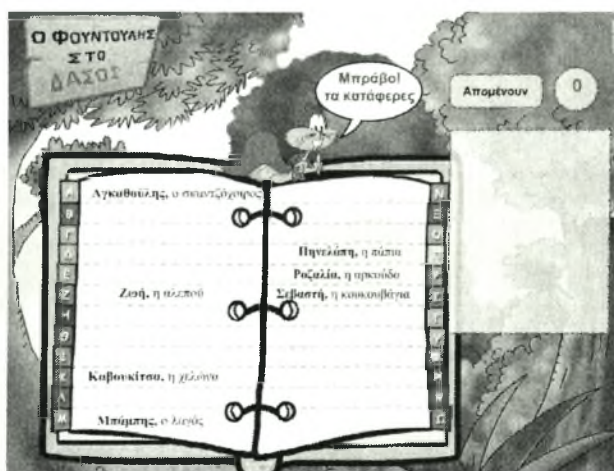 Ο ΦΟΥΝΤΟΥΛΗΣ
ΣΤΟ
ΔΑΣΟΣ
Μπράβο!
τα κατάφερες
Απομένουν
0
Αγκαθούλης, ο σκαντζόχοιρος
Ζιζή, η αλεπού
Καβουκίτσα, η χελώνα
Μπάμπης, ο λαγός
Πηνελόπη, η πάπια
Ροζαλία, η αρκούδα
Σεβαστή, η κουκουβάγια